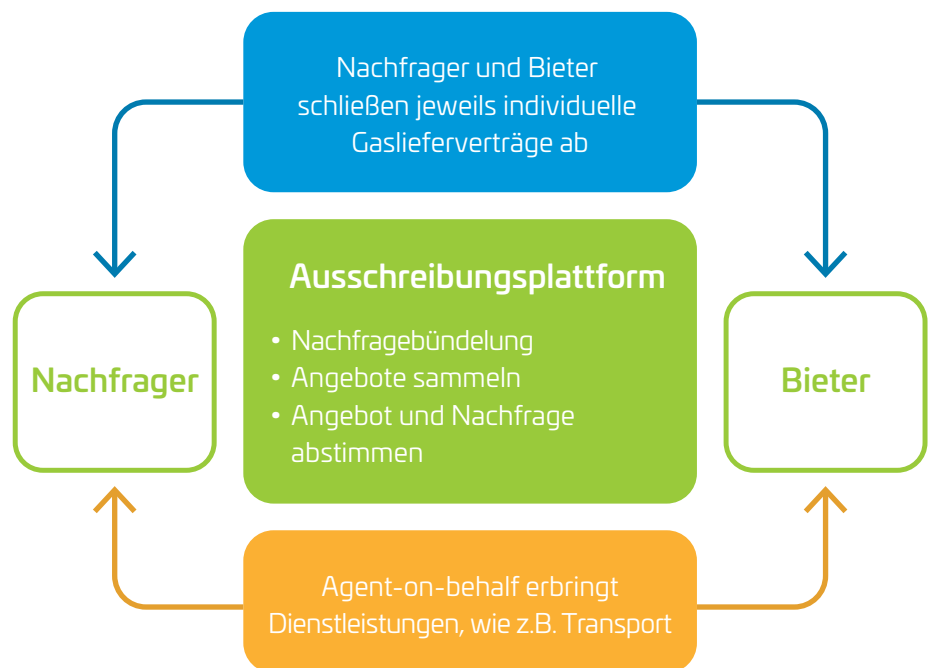 Nachfrager und Bieter
schließen jeweils individuelle
Gaslieferverträge ab
Ausschreibungsplattform
• Nachfragebündelung
• Angebote sammeln
• Angebot und Nachfrage
abstimmen
Nachfrager
Bieter
Agent-on-behalf erbringt
Dienstleistungen, wie z.B. Transport